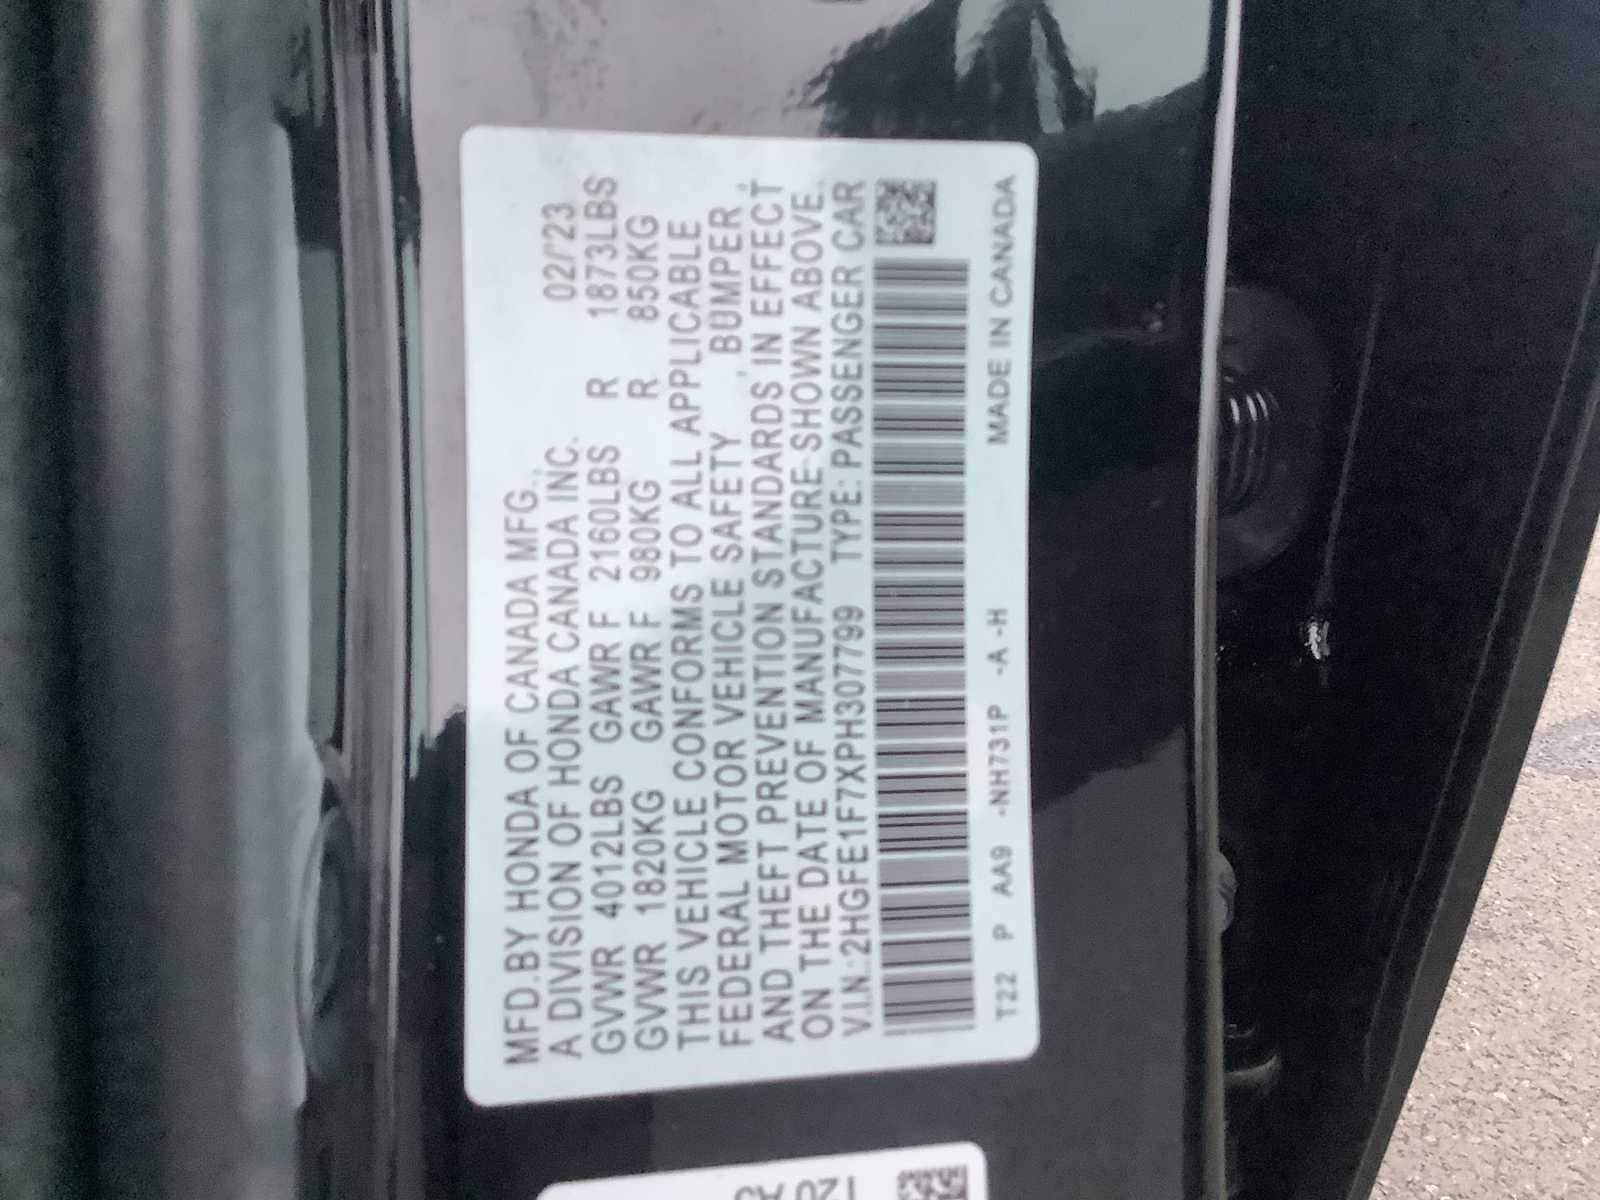 MFD.BY HONDA OF CANADA MFG., 02/'23
A DIVISION OF HONDA CANADA INC.
GVWR 4012LBS GAWR F 2160LBS R 1873LBS
GVWR 1820KG GAWR F 980KG R 850KG
THIS VEHICLE CONFORMS TO ALL APPLICABLE
FEDERAL MOTOR VEHICLE SAFETY , BUMPER,
AND THEFT PREVENTION STANDARDS IN EFFECT
ON THE DATE OF MANUFACTURE SHOWN ABOVE.
V.I.N.:2HGFE1F7XPH307799 TYPE: PASSENGER CAR
T22 P AA9 -NH731P -A -H MADE IN CANADA